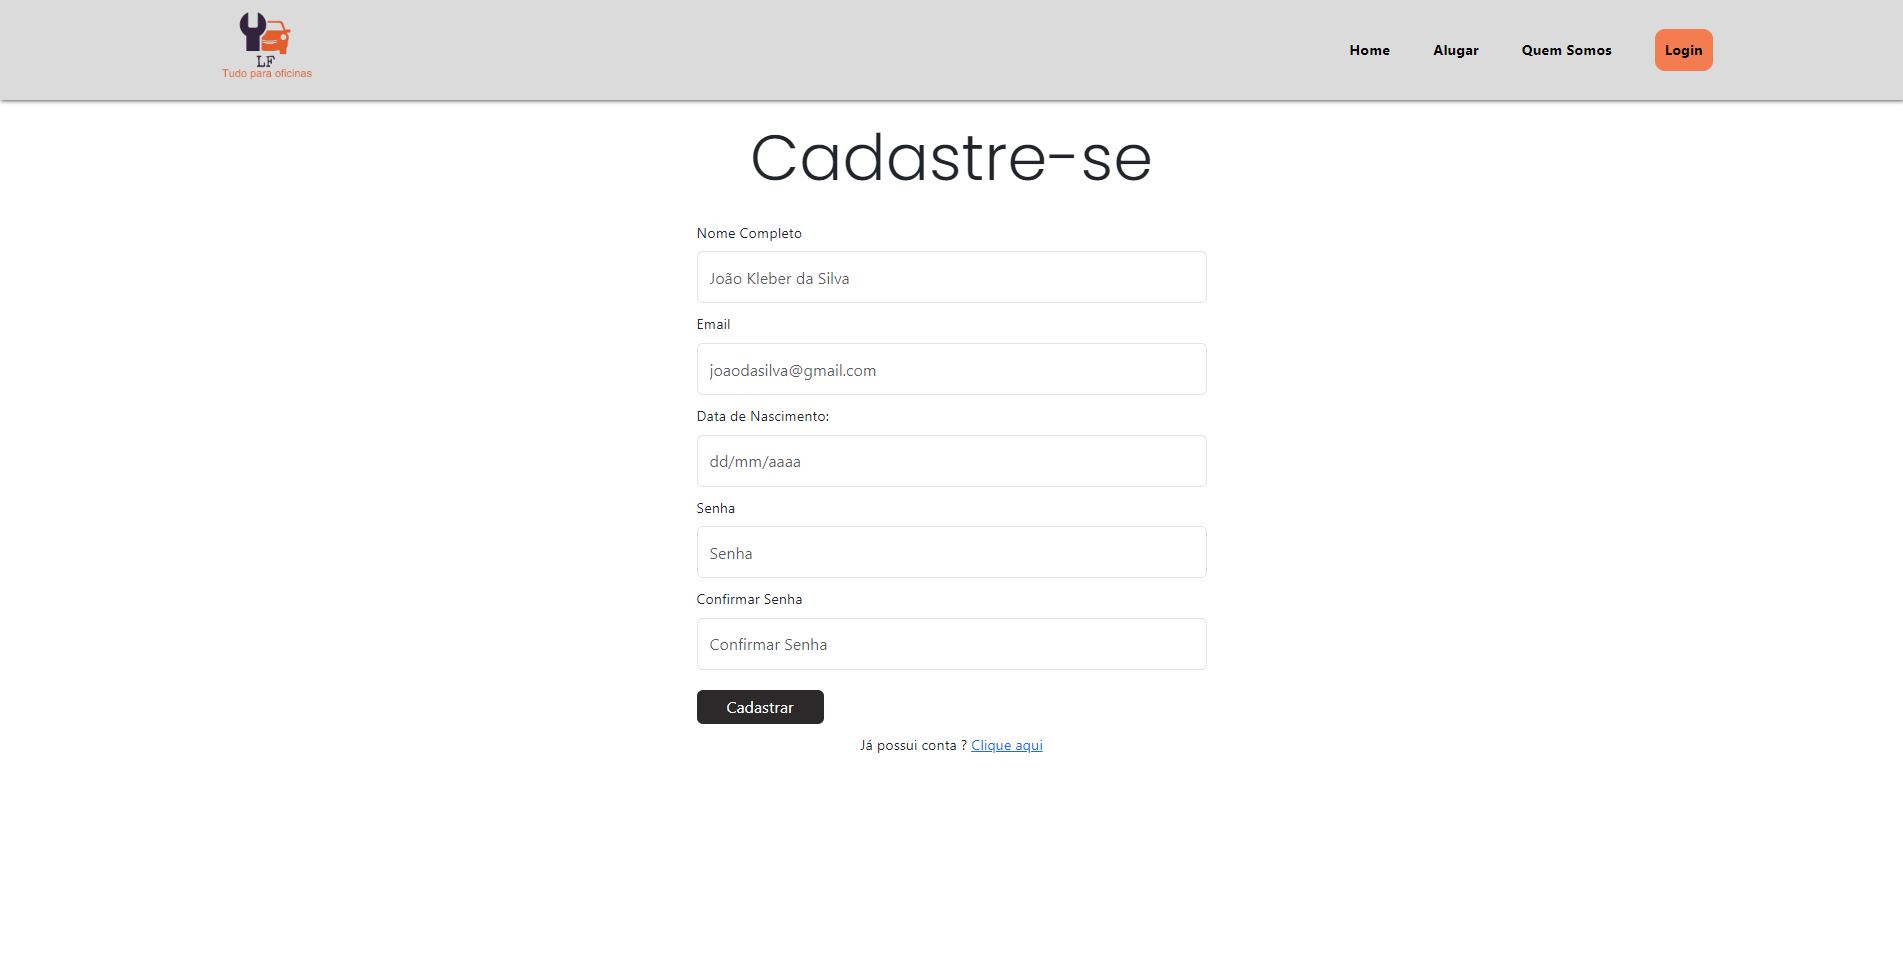 LF
Tudo para oficinas
Home Alugar Quem Somos Login
Cadastre-se
Nome Completo
João Kleber da Silva
Email
joaodasilva@gmail.com
Data de Nascimento:
dd/mm/aaaa
Senha
Senha
Confirmar Senha
Confirmar Senha
Cadastrar
Já possui conta ? Clique aqui